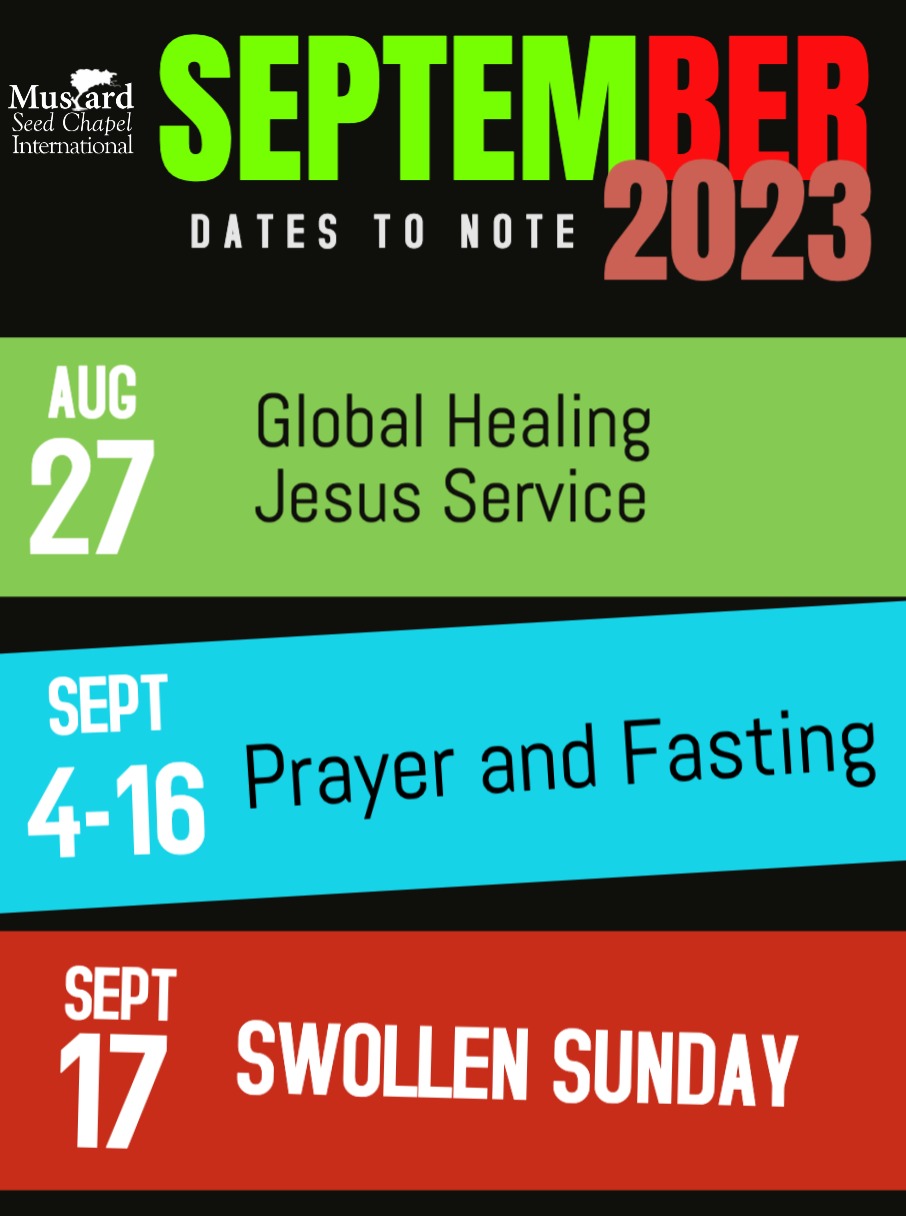 Mustard
Seed Chapel
International
SEPTEMBER
2023
DATES TO NOTE
AUG
27
Global Healing
Jesus Service
SEPT
4-16
Prayer and Fasting
SEPT
17
SWOLLEN SUNDAY